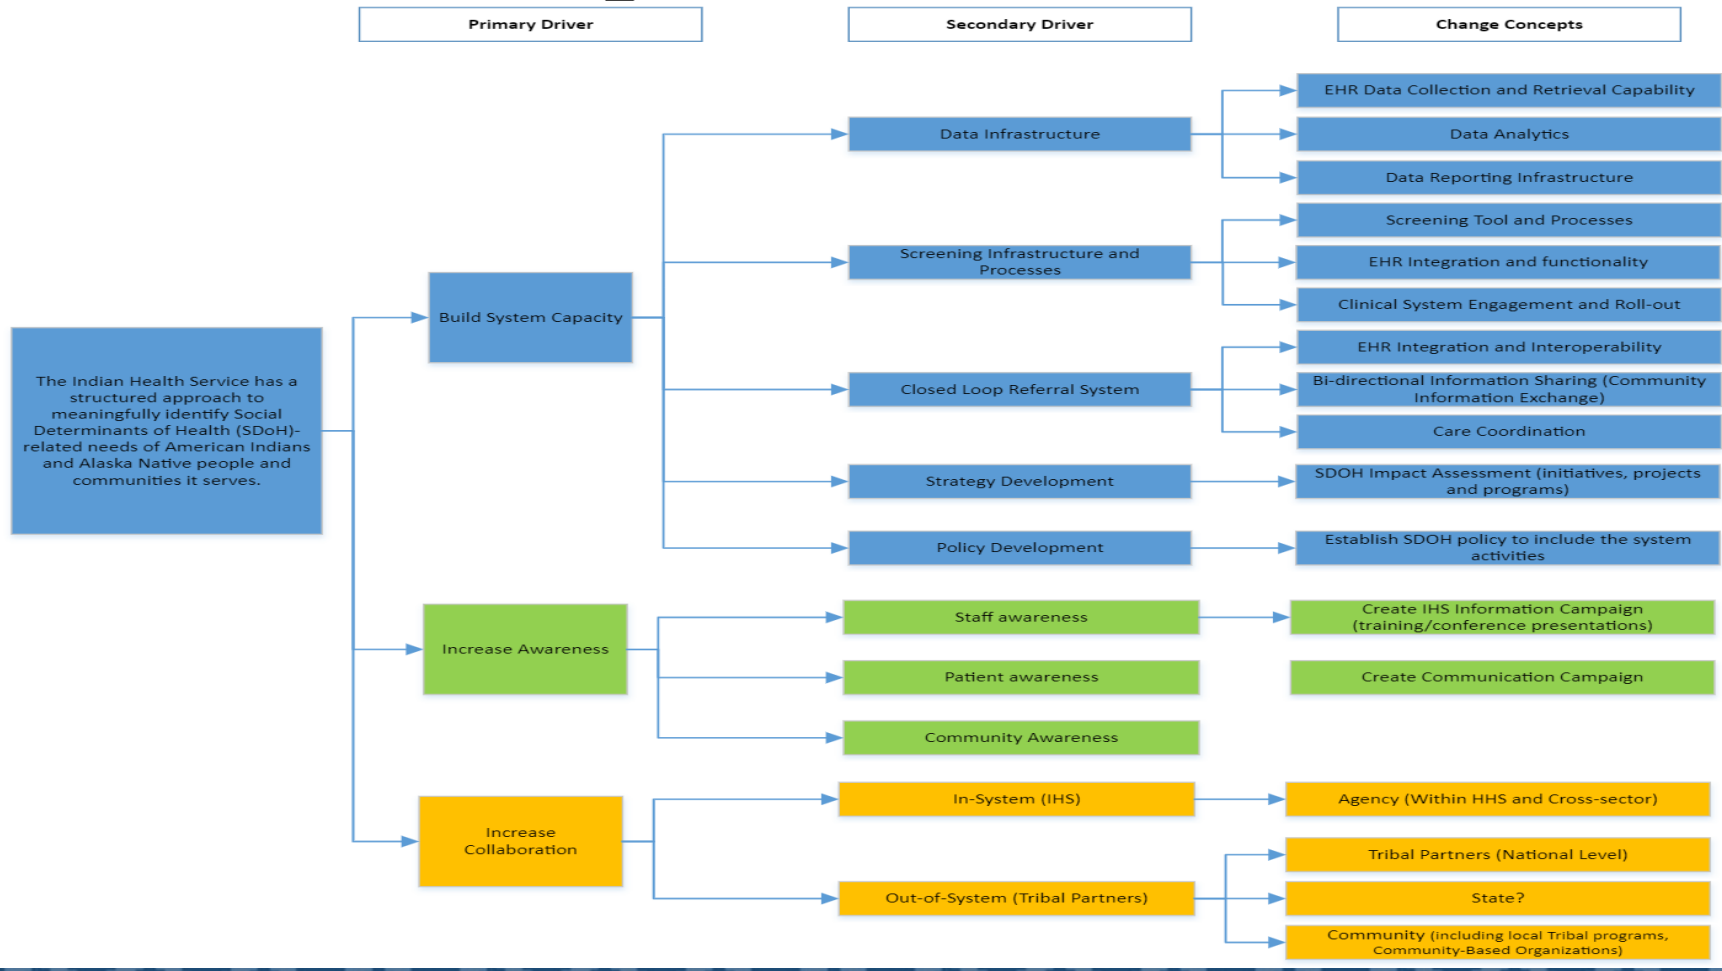 Primary Driver
Secondary Driver
Change Concepts
The Indian Health Service has a
structured approach to
meaningfully identify Social
Determinants of Health (SDoH)-
related needs of American Indians
and Alaska Native people and
communities it serves.
Build System Capacity
Data Infrastructure
EHR Data Collection and Retrieval Capability
Data Analytics
Data Reporting Infrastructure
Screening Infrastructure and
Processes
Screening Tool and Processes
EHR Integration and functionality
Clinical System Engagement and Roll-out
Closed Loop Referral System
EHR Integration and Interoperability
Bi-directional Information Sharing (Community
Information Exchange)
Care Coordination
Strategy Development
SDOH Impact Assessment (initiatives, projects
and programs)
Policy Development
Establish SDOH policy to include the system
activities
Increase Awareness
Staff awareness
Create IHS Information Campaign
(training/conference presentations)
Patient awareness
Create Communication Campaign
Community Awareness
Increase
Collaboration
In-System (IHS)
Agency (Within HHS and Cross-sector)
Out-of-System (Tribal Partners)
Tribal Partners (National Level)
State?
Community (including local Tribal programs,
Community-Based Organizations)